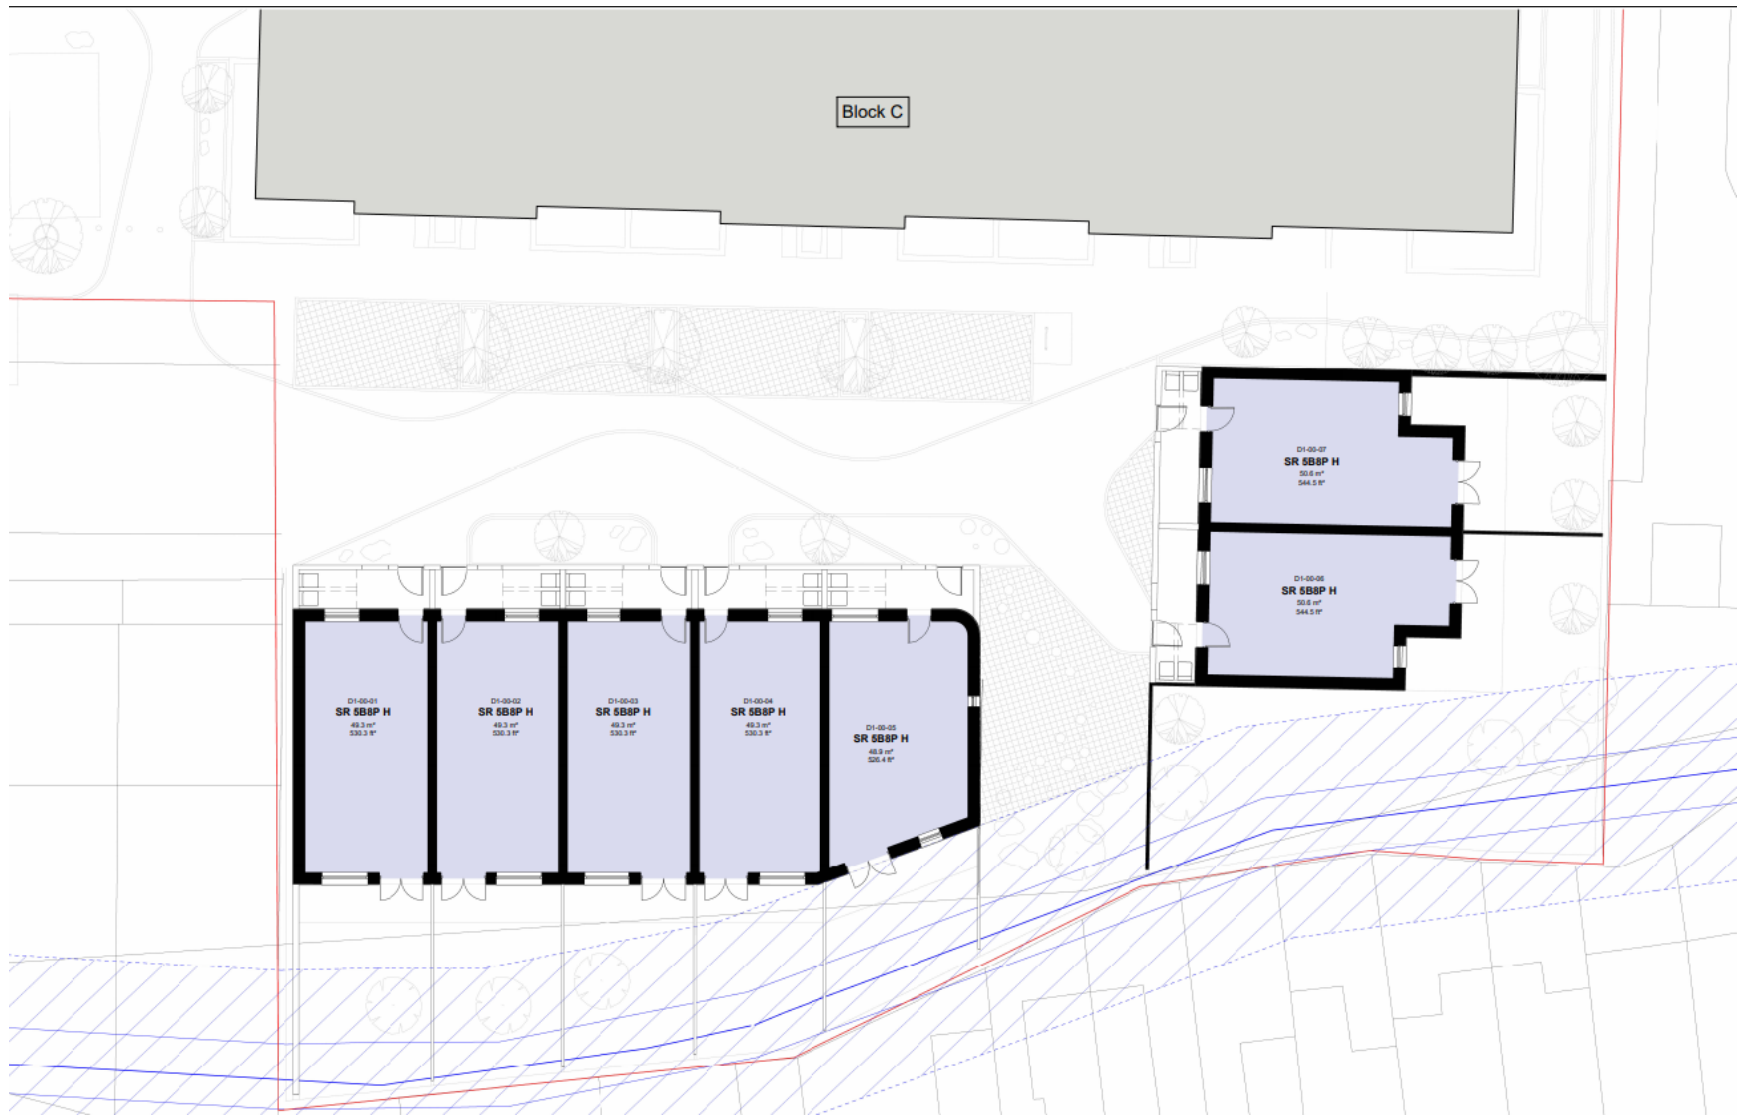 Block C
D1-00-07
SR 5B8P H
50.6 m²
544.5 ft²
D1-00-06
SR 5B8P H
50.6 m²
544.5 ft²
D1-00-01
SR 5B8P H
49.3 m²
530.3 ft²
D1-00-02
SR 5B8P H
49.3 m²
530.3 ft²
D1-00-03
SR 5B8P H
49.3 m²
530.3 ft²
D1-00-04
SR 5B8P H
49.3 m²
530.3 ft²
D1-00-05
SR 5B8P H
48.9 m²
526.4 ft²